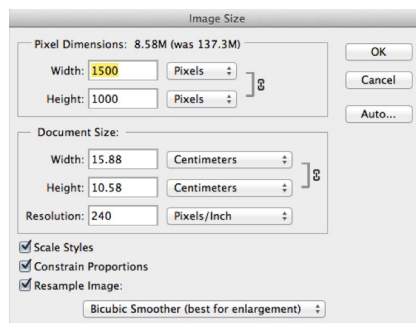 Image Size
Pixel Dimensions: 8.58M (was 137.3M)
Width: 1500 Pixels
Height: 1000 Pixels
OK
Cancel
Auto...
Document Size:
Width: 15.88 Centimeters
Height: 10.58 Centimeters
Resolution: 240 Pixels/Inch
Scale Styles
Constrain Proportions
Resample Image:
Bicubic Smoother (best for enlargement)